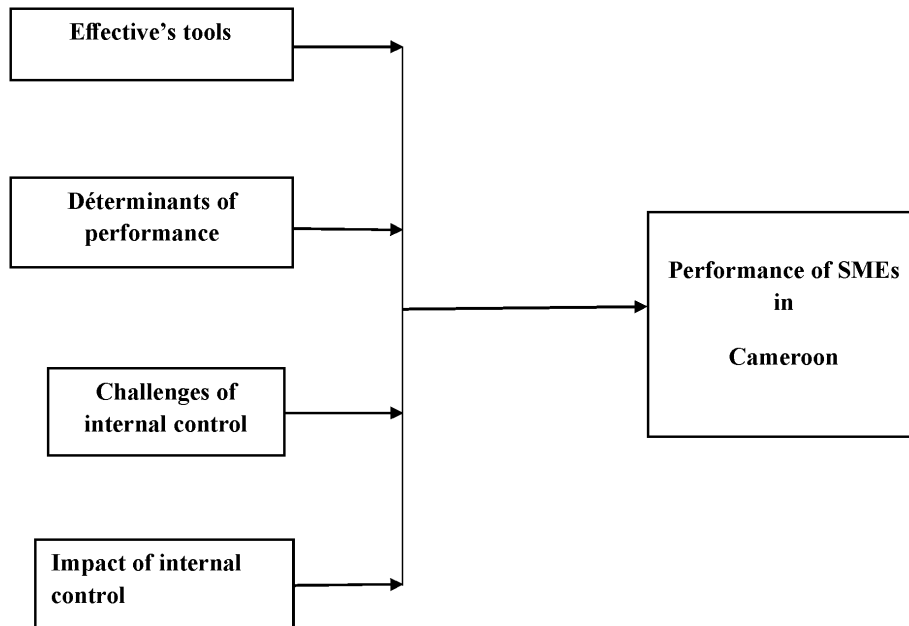 Effective’s tools
Déterminants of
performance
Performance of SMEs
in
Cameroon
Challenges of
internal control
Impact of internal
control